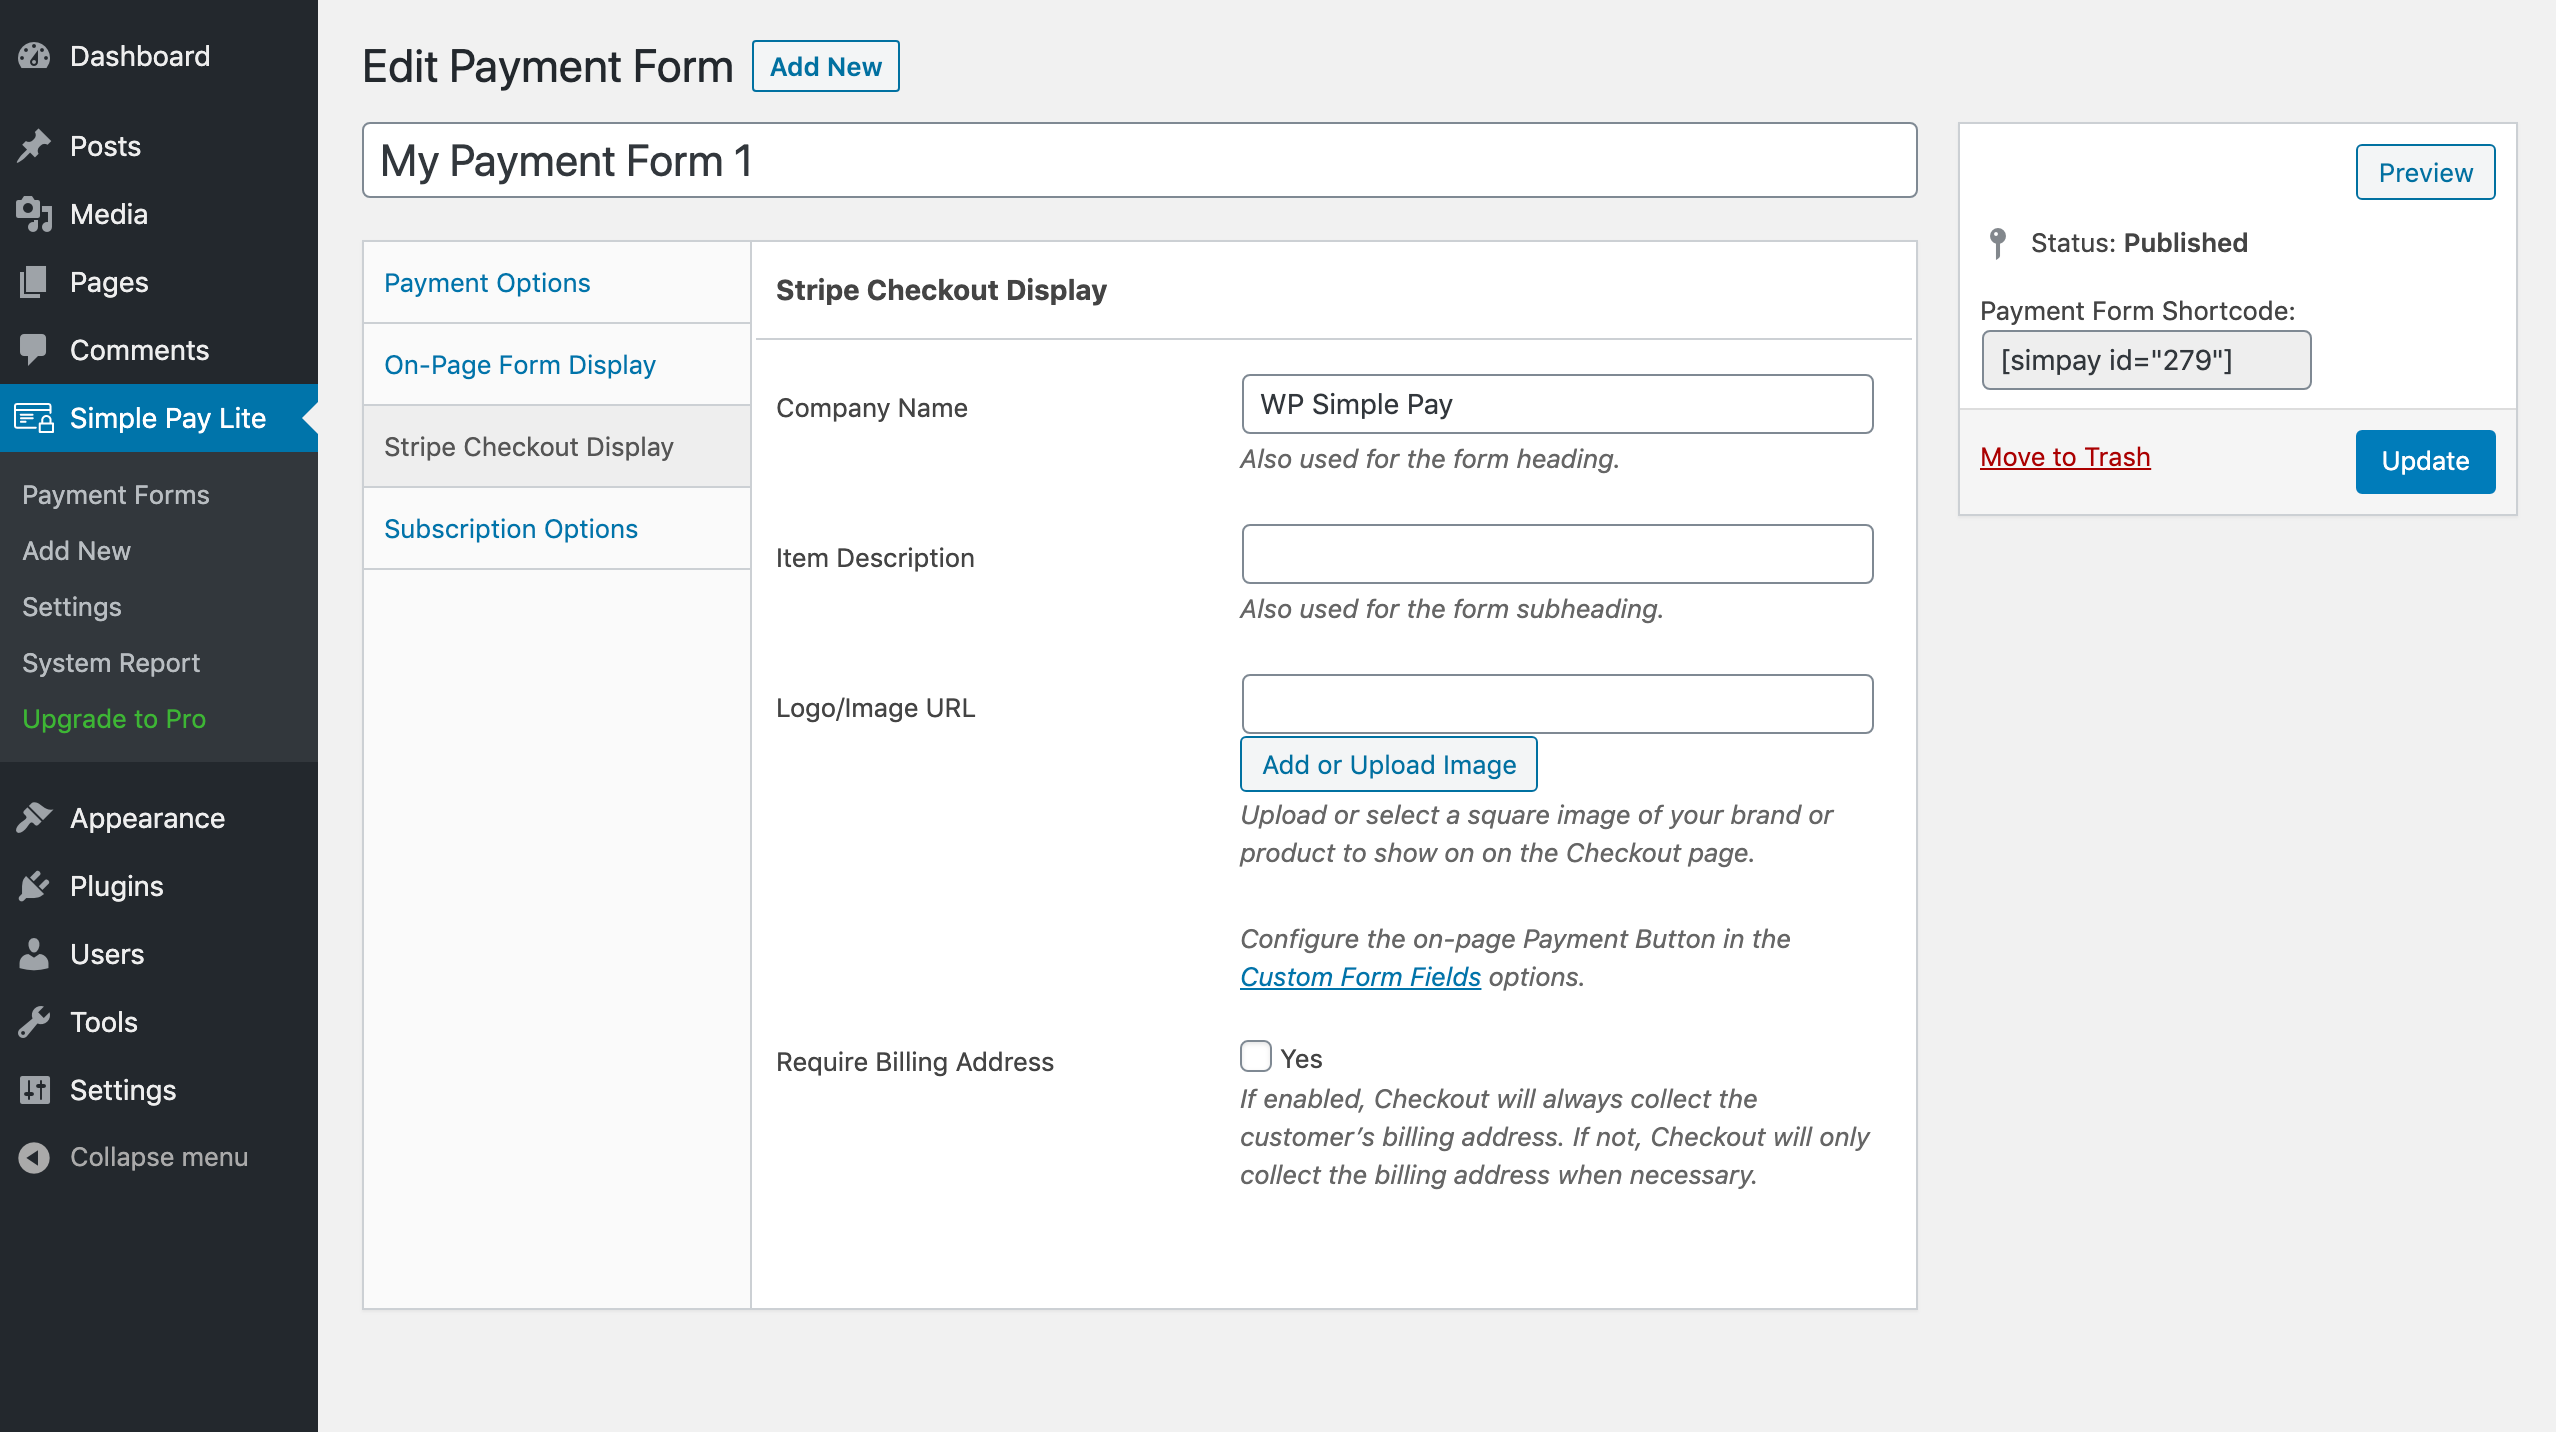 Dashboard
Posts
Media
Pages
Comments
Simple Pay Lite
Payment Forms
Add New
Settings
System Report
Upgrade to Pro
Appearance
Plugins
Users
Tools
Settings
Collapse menu
Edit Payment Form
Add New
My Payment Form 1
Payment Options
On-Page Form Display
Stripe Checkout Display
Subscription Options
Stripe Checkout Display
Company Name
WP Simple Pay
Also used for the form heading.
Item Description
Also used for the form subheading.
Logo/Image URL
Add or Upload Image
Upload or select a square image of your brand or
product to show on on the Checkout page.
Configure the on-page Payment Button in the
Custom Form Fields options.
Require Billing Address
Yes
If enabled, Checkout will always collect the
customer’s billing address. If not, Checkout will only
collect the billing address when necessary.
Preview
Status: Published
Payment Form Shortcode:
[simpay id="279"]
Move to Trash
Update